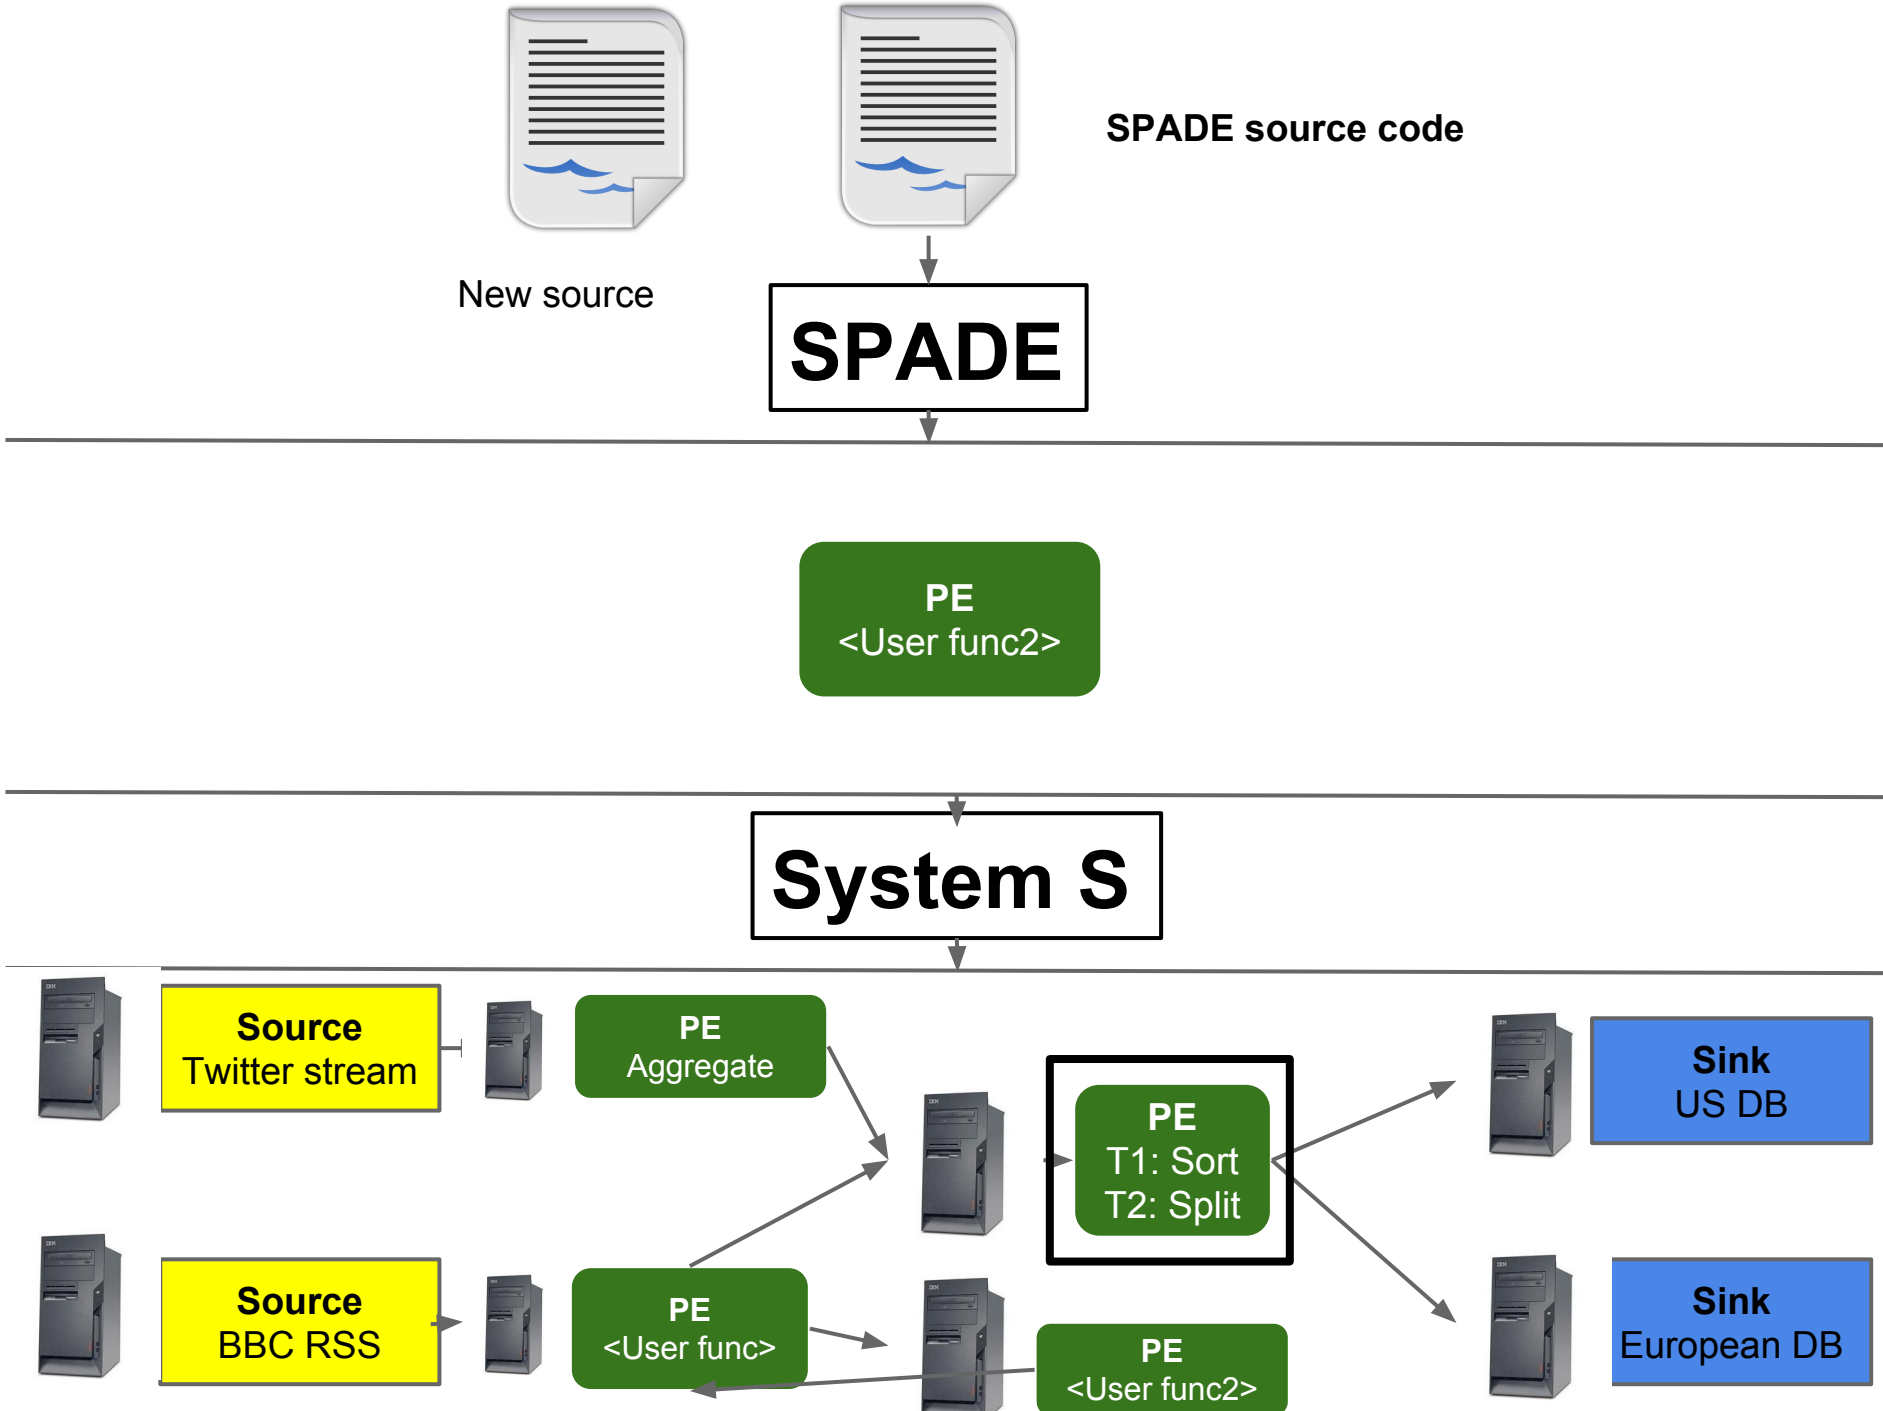 SPADE source code
New source
SPADE
PE
<User func2>
System S
Source
Twitter stream
PE
Aggregate
PE
T1: Sort
T2: Split
Sink
US DB
Source
BBC RSS
PE
<User func>
PE
<User func2>
Sink
European DB